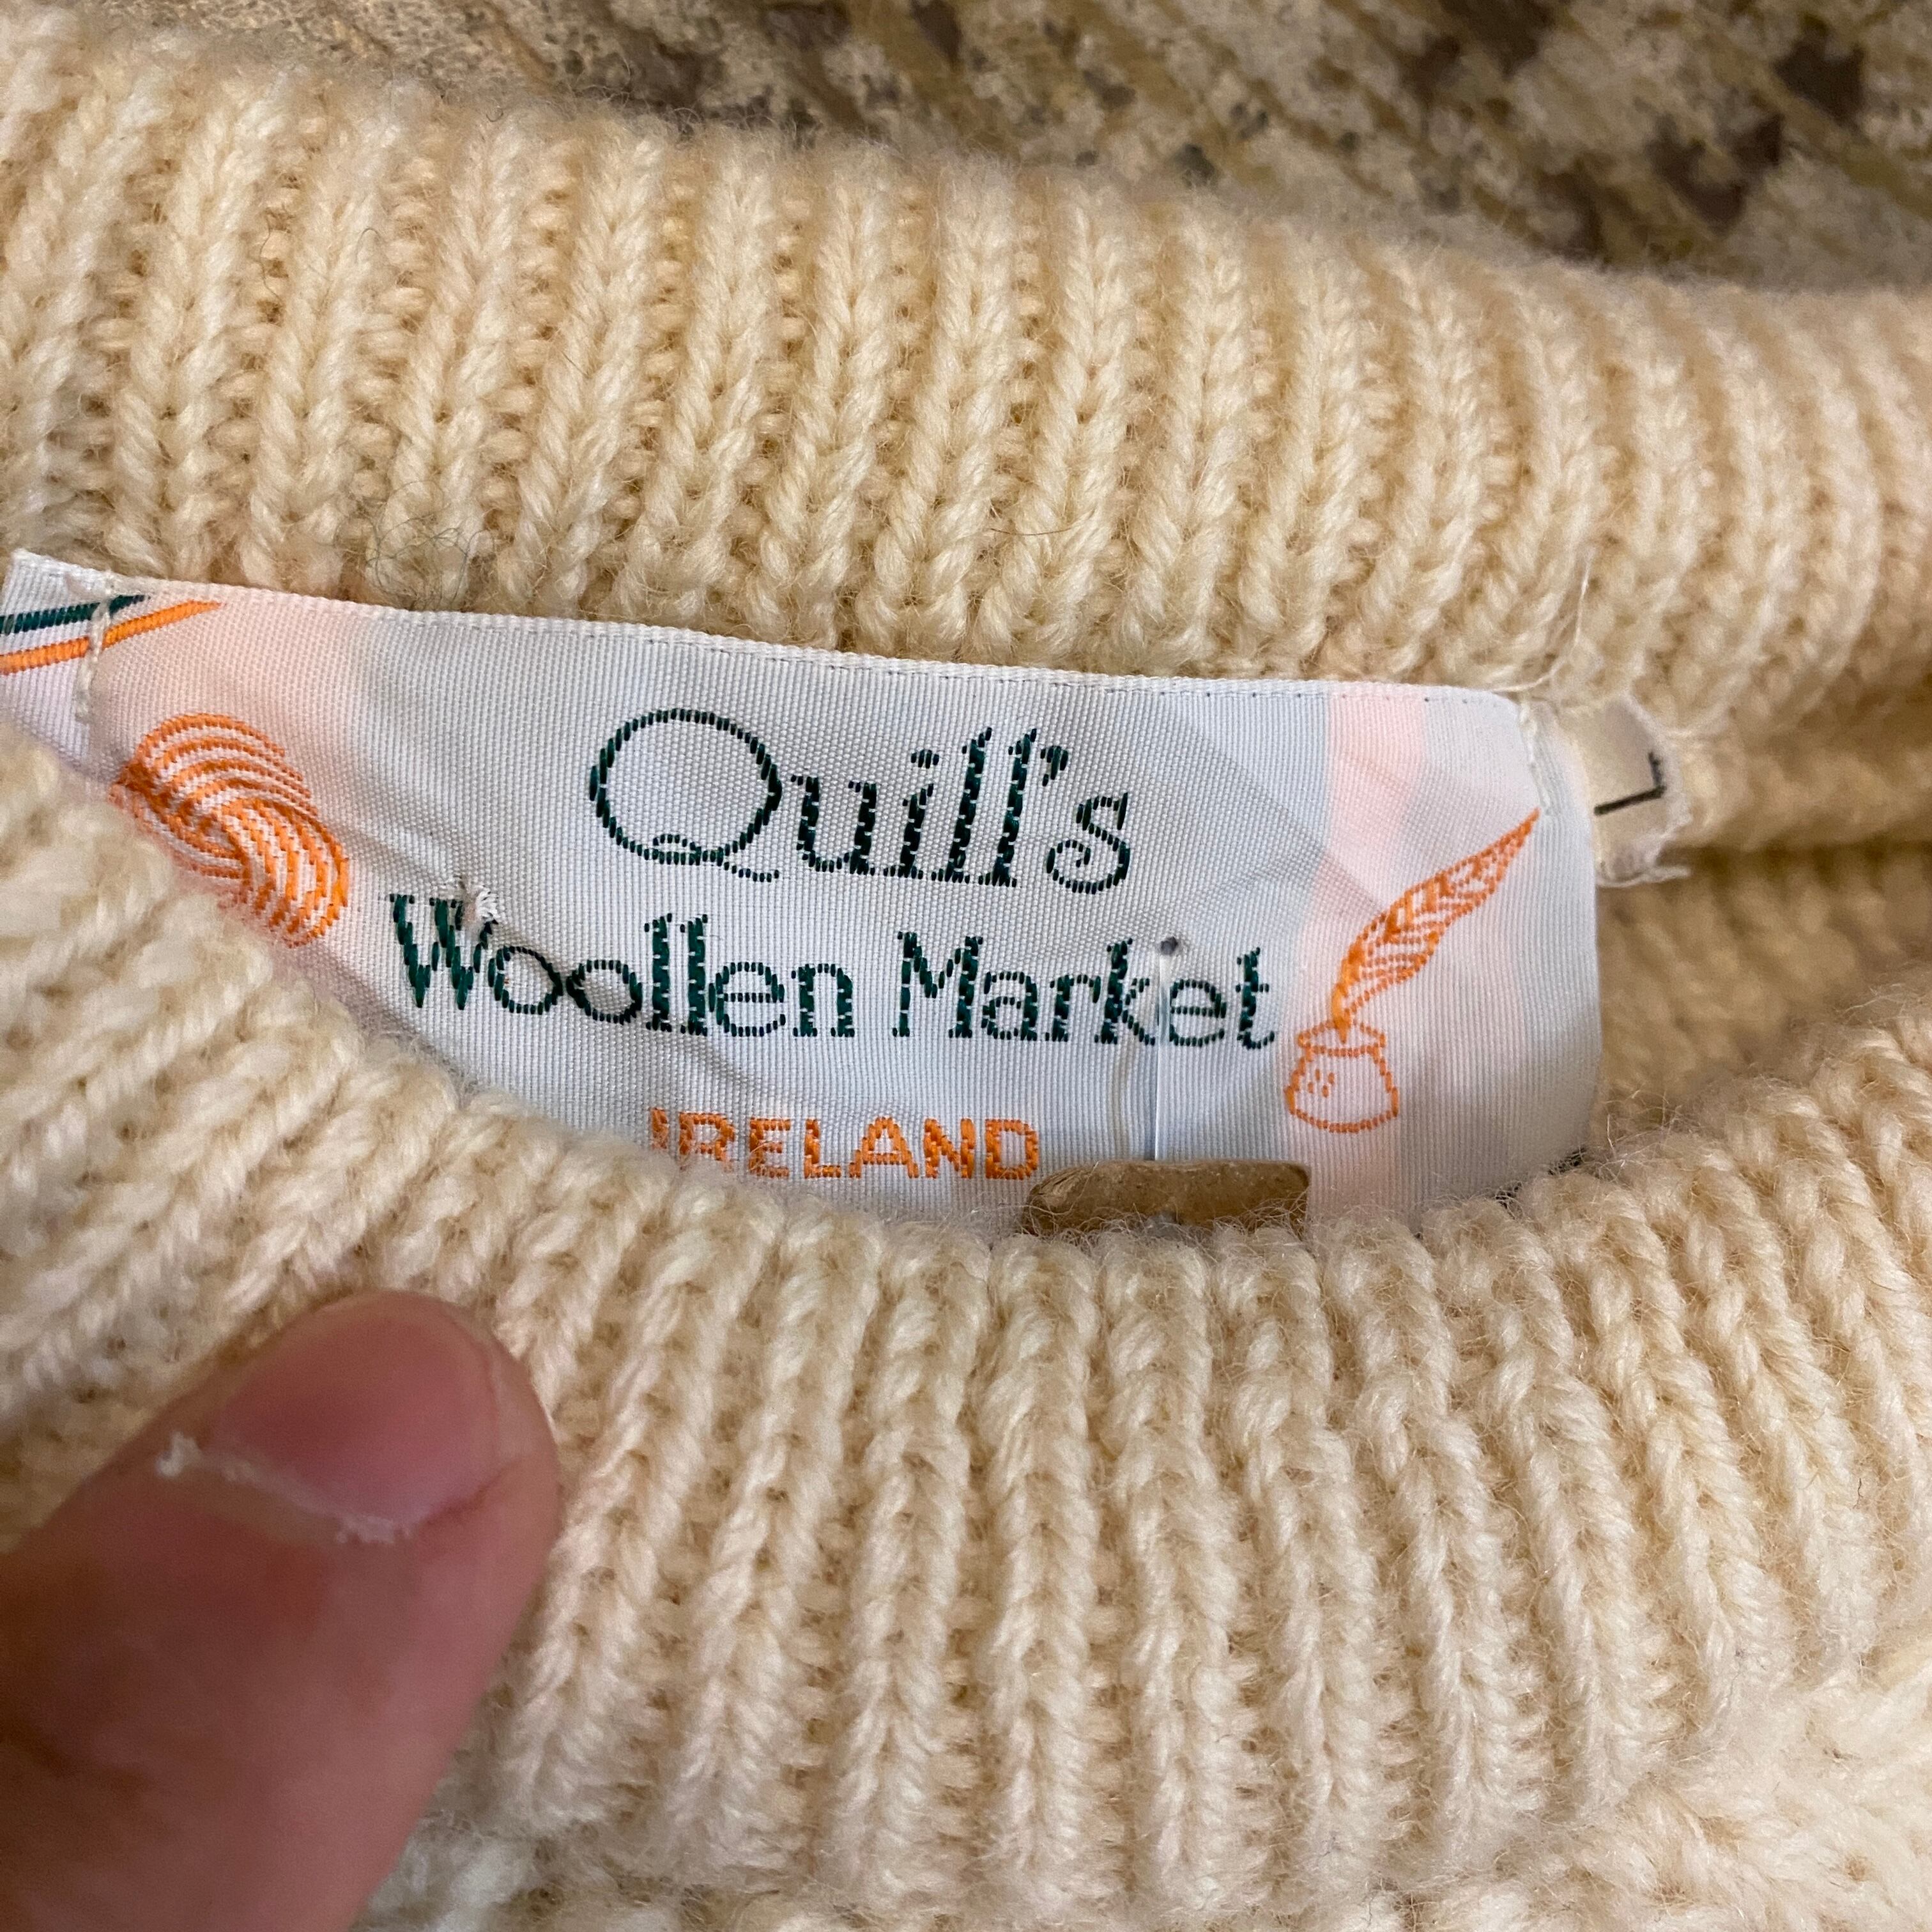 Quill's
Woollen Market
IRELAND
L